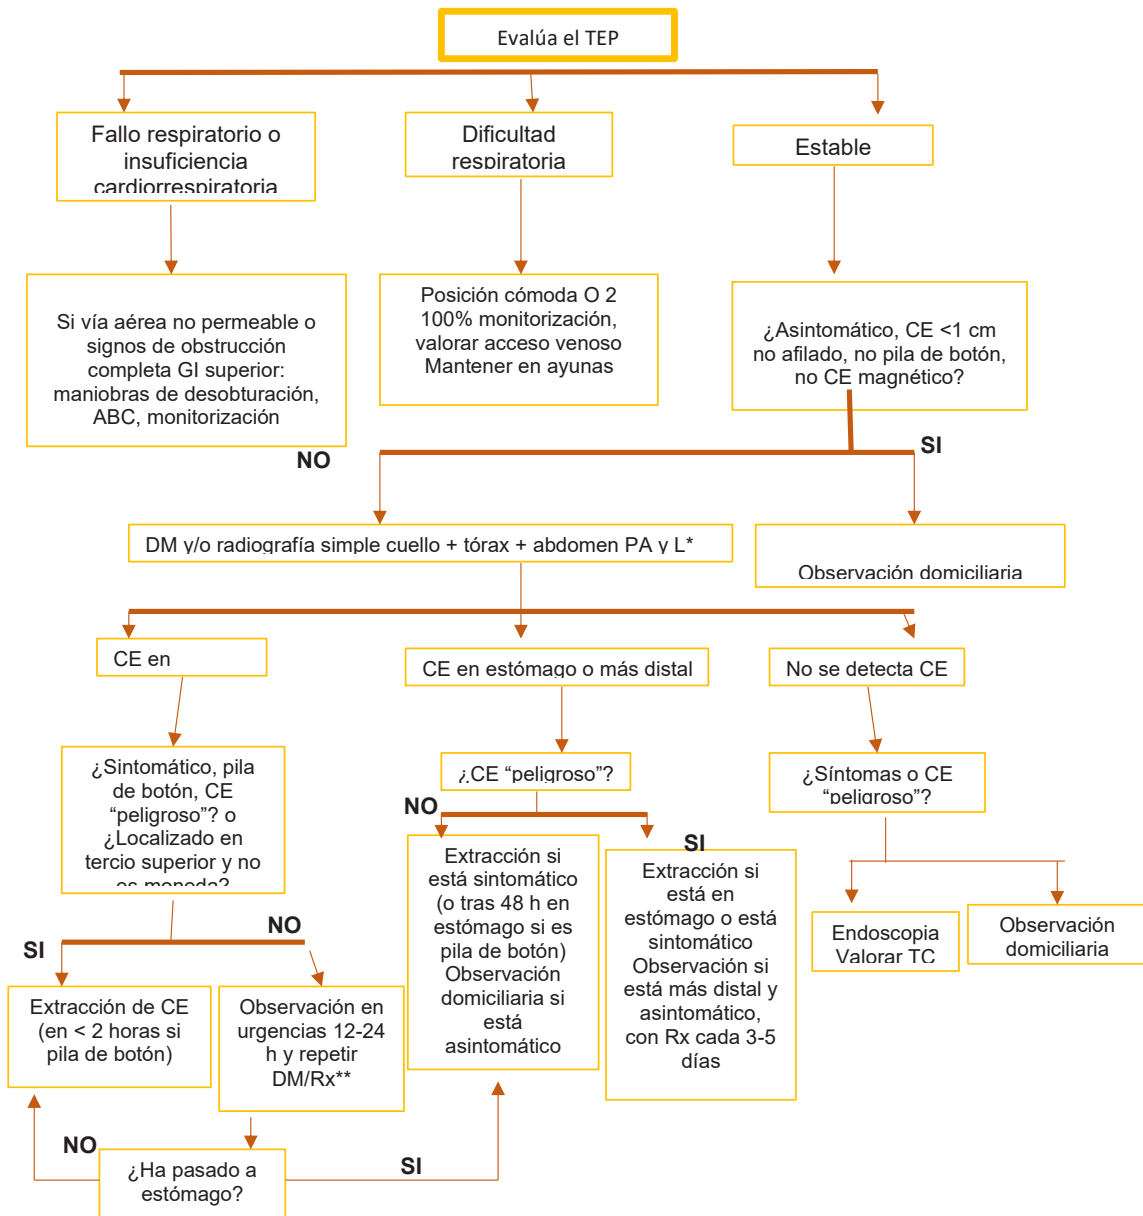 Evalúa el TEP
Fallo respiratorio o
insuficiencia
cardiorrespiratoria
Dificultad
respiratoria
Estable
Si vía aérea no permeable o
signos de obstrucción
completa GI superior:
maniobras de desobturación,
ABC, monitorización
Posición cómoda O 2
100% monitorización,
valorar acceso venoso
Mantener en ayunas
¿Asintomático, CE <1 cm
no afilado, no pila de botón,
no CE magnético?
NO
SI
DM y/o radiografía simple cuello + tórax + abdomen PA y L*
Observación domiciliaria
CE en
CE en estómago o más distal
No se detecta CE
¿Sintomático, pila
de botón, CE
“peligroso”? o
¿Localizado en
tercio superior y no
es moneda?
¿CE “peligroso”?
¿Síntomas o CE
“peligroso”?
NO
SI
Extracción si
está sintomático
(o tras 48 h en
estómago si es
pila de botón)
Observación
domiciliaria si
está
asintomático
Extracción si
está en
estómago o está
sintomático
Observación si
está más distal y
asintomático,
con Rx cada 3-5
días
Endoscopia
Valorar TC
Observación
domiciliaria
SI
NO
Extracción de CE
(en < 2 horas si
pila de botón)
Observación en
urgencias 12-24
h y repetir
DM/Rx**
NO
SI
¿Ha pasado a
estómago?